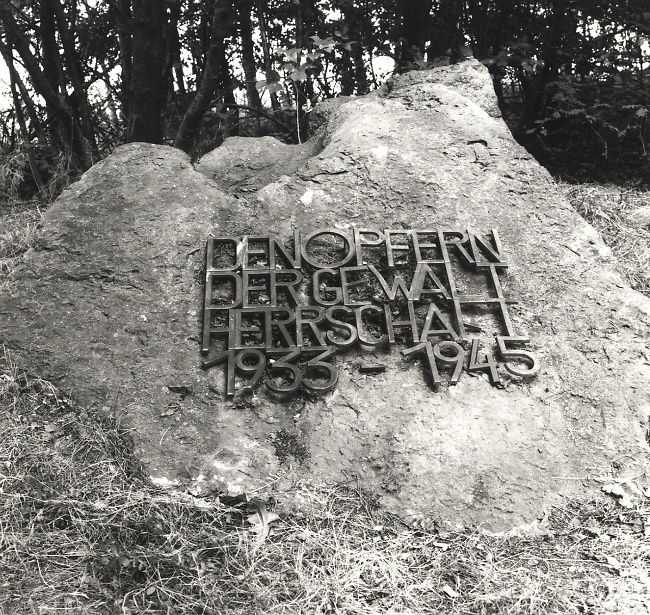 DEN OPFERN
DER GEWALT
HERRSCHAFT
1933 - 1945